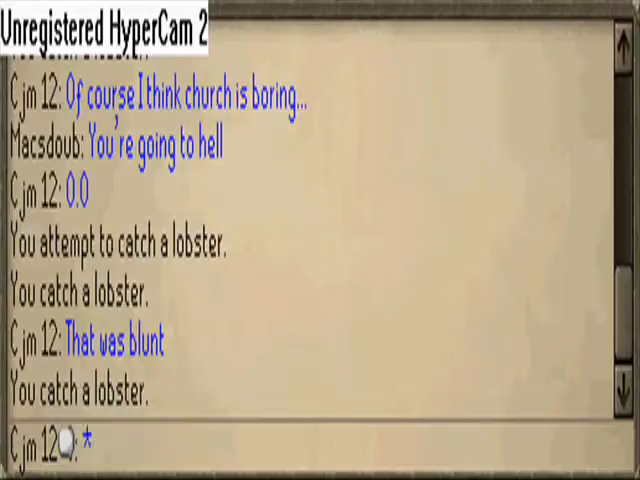 Unregistered HyperCam 2
Cjm 12: Of course I think church is boring...
Macsdoub: You're going to hell
Cjm 12: 0.0
You attempt to catch a lobster.
You catch a lobster.
Cjm 12: That was blunt
You catch a lobster.
Cjm 12: *